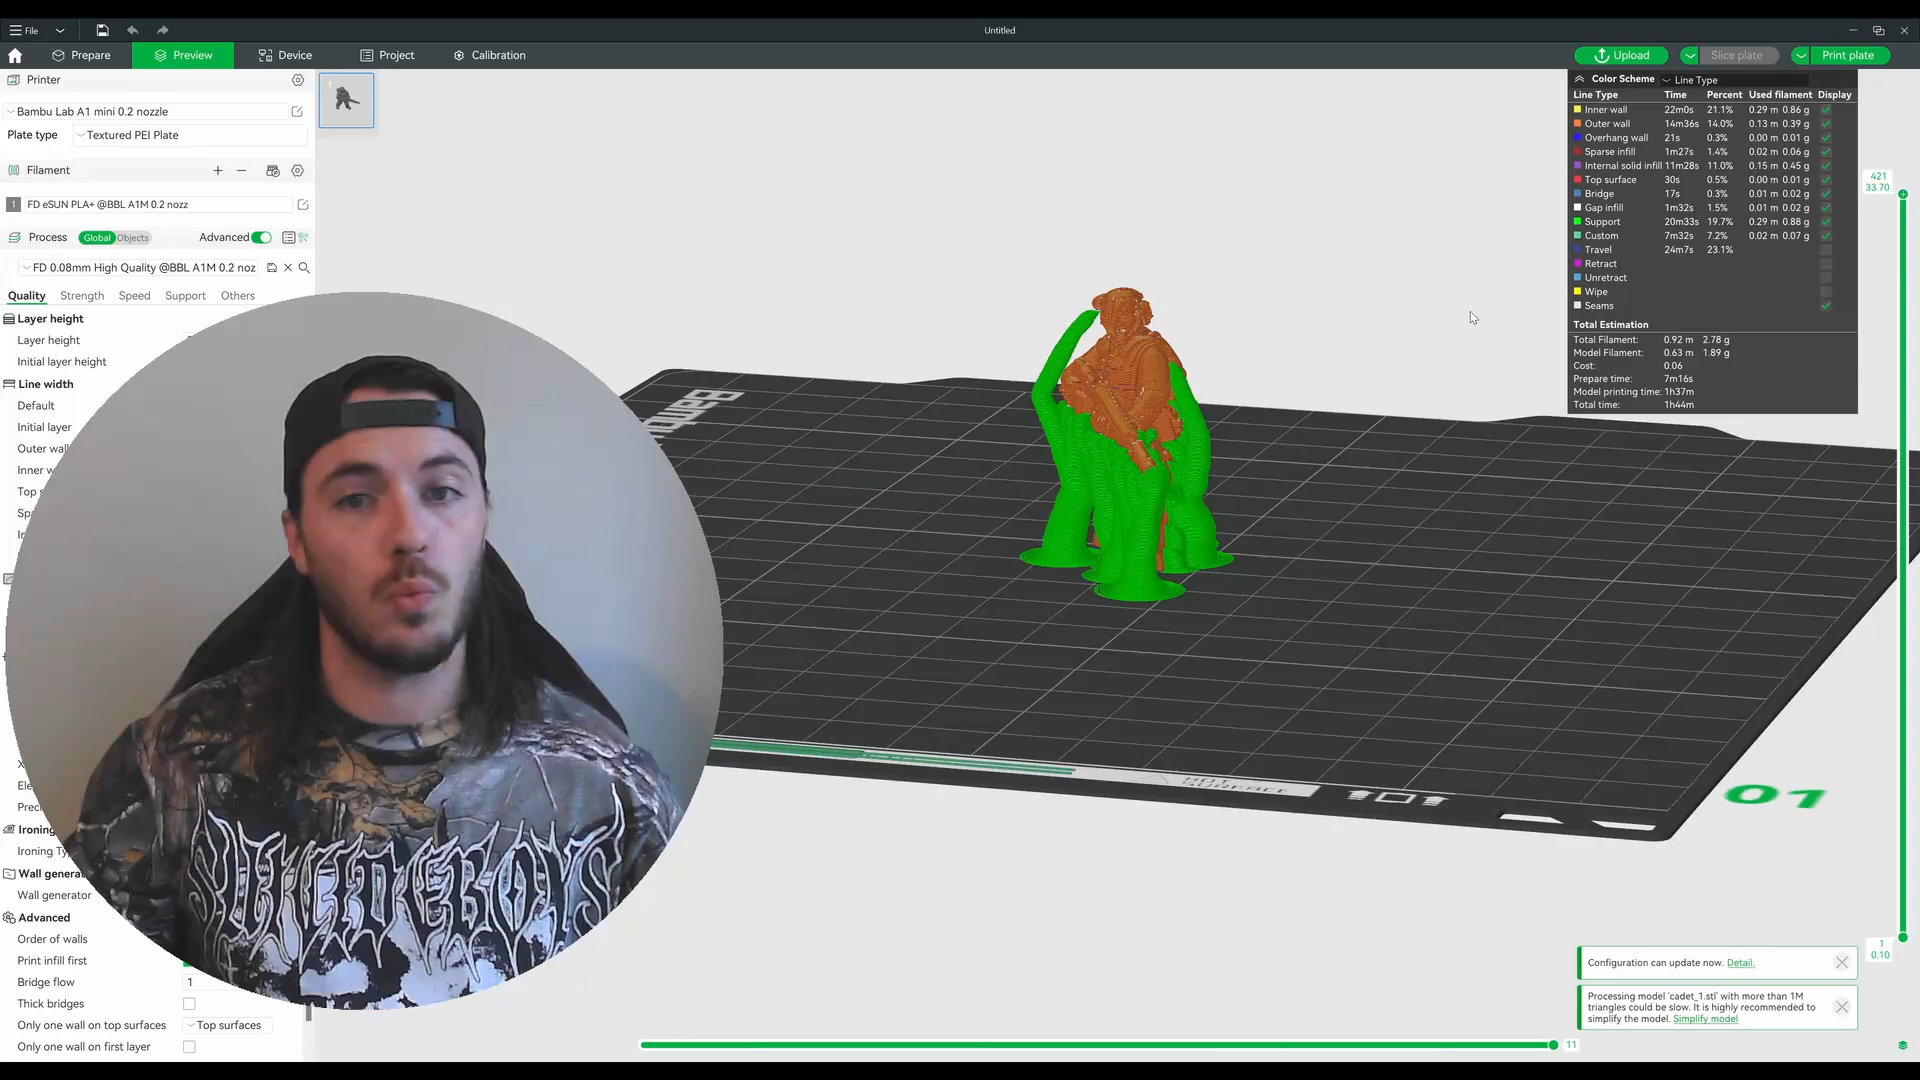 File
Untitled
Prepare
Preview
Device
Project
Calibration
Upload
Slice plate
Print plate
Printer
Bambu Lab A1 mini 0.2 nozzle
Plate type
Textured PEI Plate
Filament
1
FD eSUN PLA+ @BBL A1M 0.2 nozz
Process
Global
Objects
Advanced
FD 0.08mm High Quality @BBL A1M 0.2 noz
Quality
Strength
Speed
Support
Others
Layer height
Layer height
Initial layer height
Line width
Default
Initial layer
Outer wall
Ironing
Wall generat
Wall generator
Advanced
Order of walls
Print infill first
Bridge flow
1
Thick bridges
Only one wall on top surfaces
Top surfaces
Only one wall on first layer
Color Scheme
Line Type
Line Type Time Percent Used filament Display
Inner wall 22m0s 21.1% 0.29 m 0.86 g
Outer wall 14m36s 14.0% 0.13 m 0.39 g
Overhang wall 21s 0.3% 0.00 m 0.01 g
Sparse infill 1m27s 1.4% 0.02 m 0.06 g
Internal solid infill 11m28s 11.0% 0.15 m 0.45 g
Top surface 30s 0.5% 0.00 m 0.01 g
Bridge 17s 0.3% 0.01 m 0.02 g
Gap infill 1m32s 1.5% 0.01 m 0.02 g
Support 20m33s 19.7% 0.29 m 0.88 g
Custom 7m32s 7.2% 0.02 m 0.07 g
Travel 24m7s 23.1%
Retract
Unretract
Wipe
Seams
Total Estimation
Total Filament: 0.92 m 2.78 g
Model Filament: 0.63 m 1.89 g
Cost: 0.06
Prepare time: 7m16s
Model printing time: 1h37m
Total time: 1h44m
421
33.70
HOT
SURFACE
01
1
0.10
Configuration can update now. Detail.
Processing model 'cadet_1.stl' with more than 1M
triangles could be slow. It is highly recommended to
simplify the model. Simplify model
11